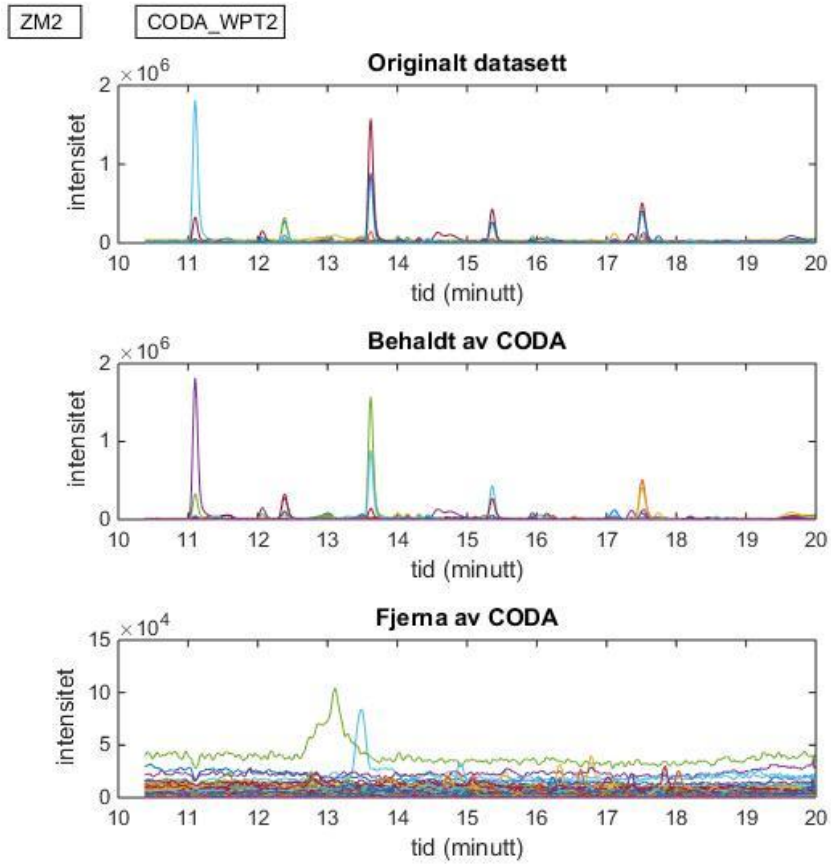 ZM2 CODA_WPT2
Originalt datasett
× 10^6
intensitet
2
1
0
10 11 12 13 14 15 16 17 18 19 20
tid (minutt)
Behaldt av CODA
× 10^6
intensitet
2
1
0
10 11 12 13 14 15 16 17 18 19 20
tid (minutt)
Fjerna av CODA
× 10^4
intensitet
15
10
5
0
10 11 12 13 14 15 16 17 18 19 20
tid (minutt)